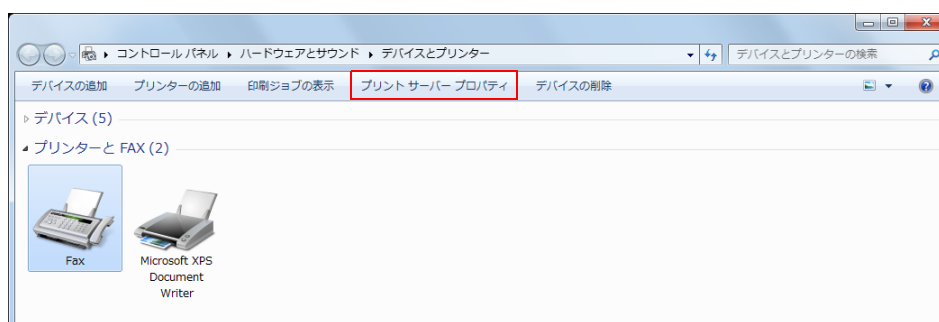 コントロール パネル ハードウェアとサウンド デバイスとプリンター デバイスとプリンターの検索
デバイスの追加 プリンターの追加 印刷ジョブの表示 プリント サーバー プロパティ デバイスの削除
デバイス (5)
プリンターと FAX (2)
Fax
Microsoft XPS
Document
Writer